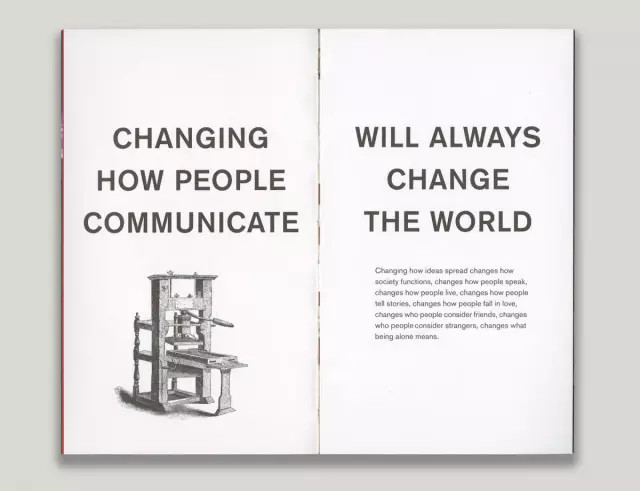 CHANGING
HOW PEOPLE
COMMUNICATE
WILL ALWAYS
CHANGE
THE WORLD
Changing how ideas spread changes how
society functions, changes how people speak,
changes how people live, changes how people
tell stories, changes how people fall in love,
changes who people consider friends, changes
who people consider strangers, changes what
being alone means.